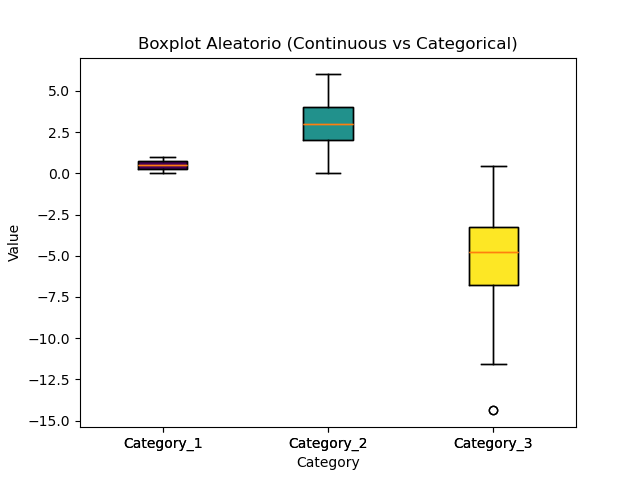 Boxplot Aleatorio (Continuous vs Categorical)
Value
5.0
2.5
0.0
−2.5
−5.0
−7.5
−10.0
−12.5
−15.0
Category_1 Category_2 Category_3
Category